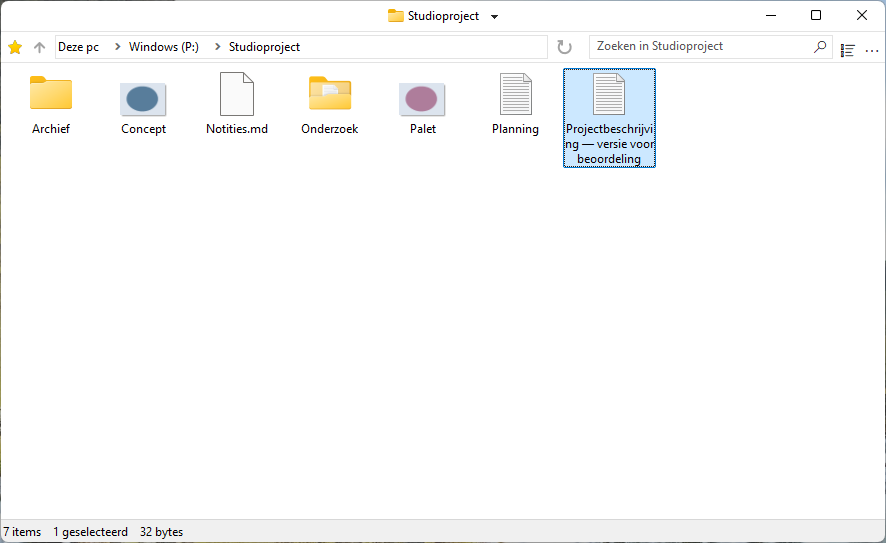 Studioproject
Deze pc
Windows (P:)
Studioproject
Zoeken in Studioproject
Archief
Concept
Notities.md
Onderzoek
Palet
Planning
Projectbeschrijvi
ng — versie voor
beoordeling
7 items
1 geselecteerd
32 bytes